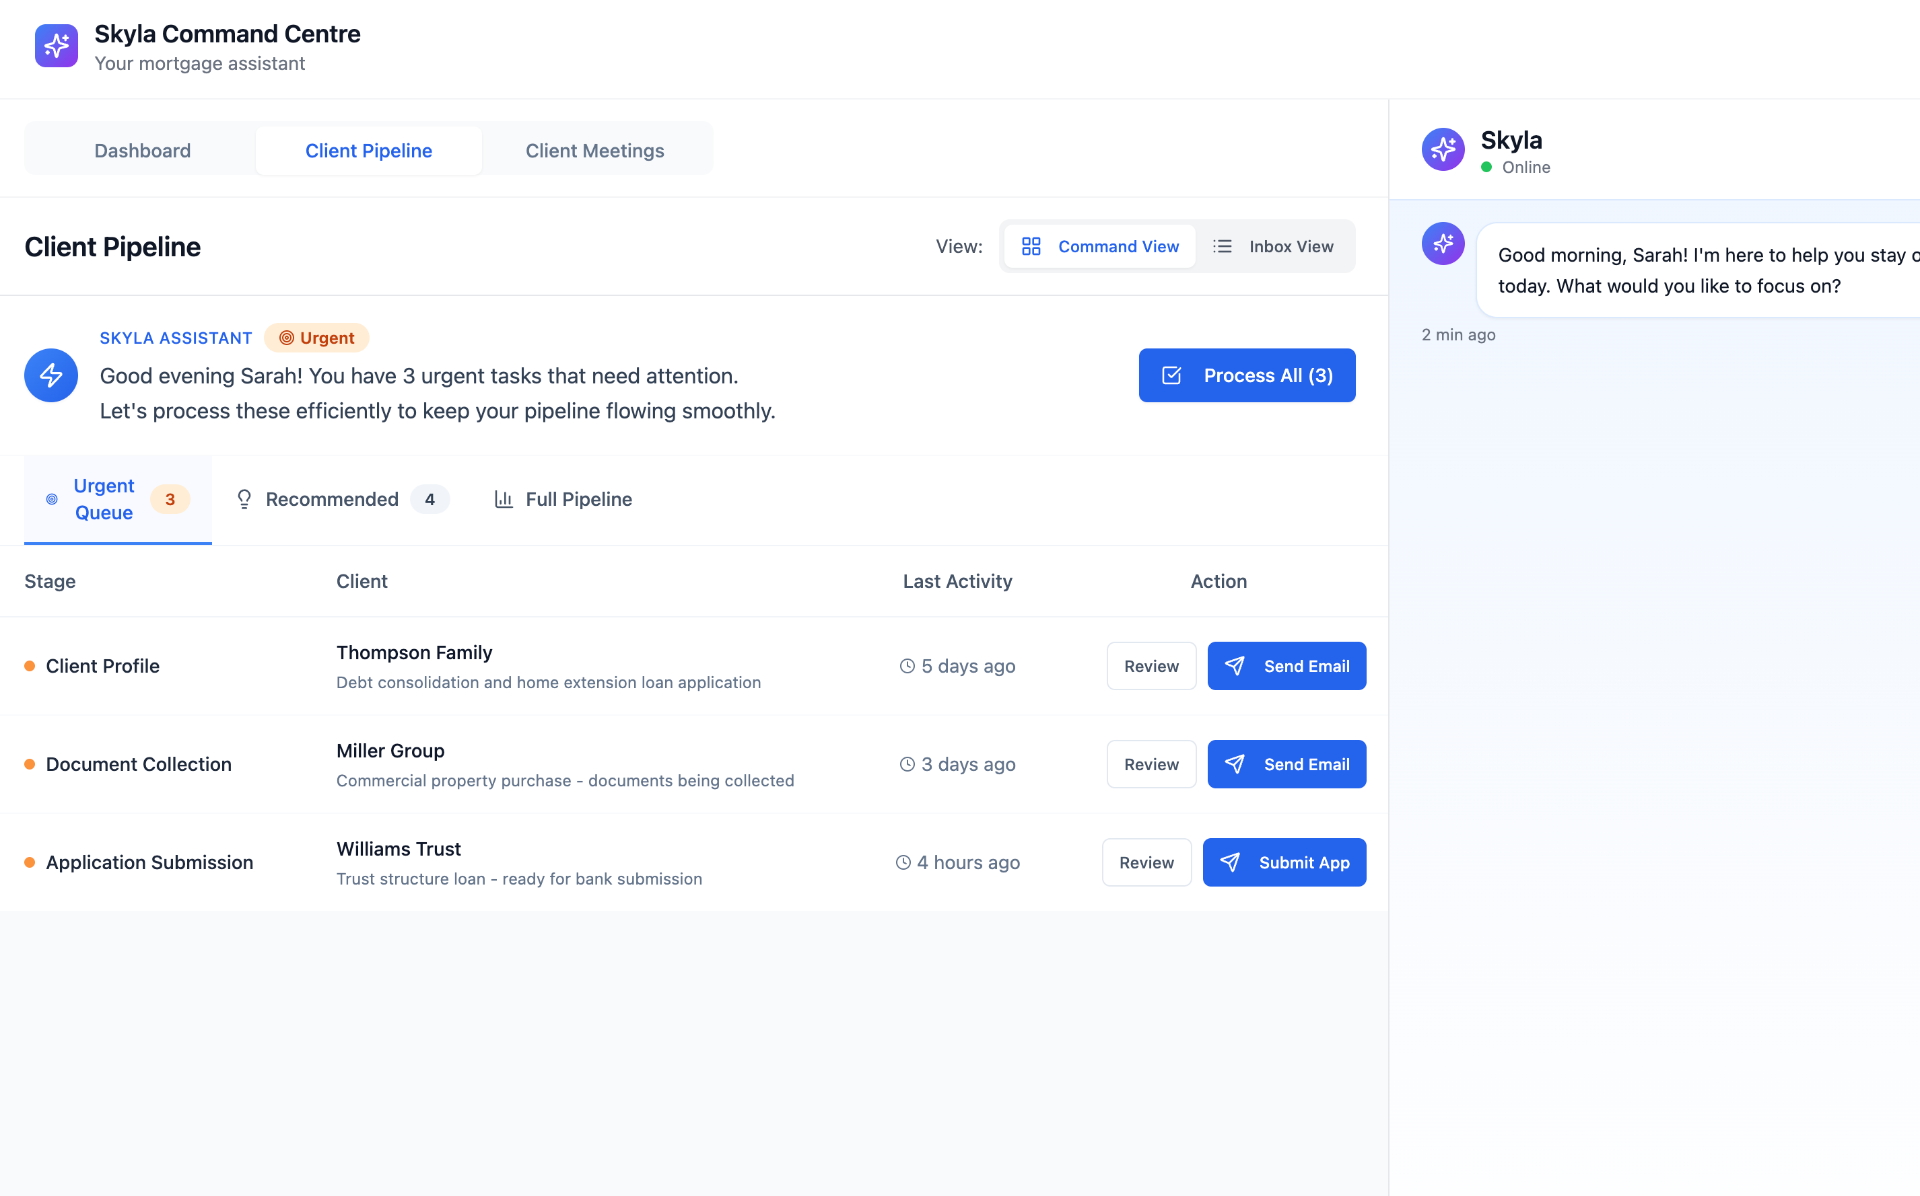 Skyla Command Centre
Your mortgage assistant
Dashboard
Client Pipeline
Client Meetings
Client Pipeline
View:
Command View
Inbox View
SKYLA ASSISTANT
Urgent
Good evening Sarah! You have 3 urgent tasks that need attention.
Let's process these efficiently to keep your pipeline flowing smoothly.
Process All (3)
Urgent
Queue
3
Recommended
4
Full Pipeline
Stage
Client
Last Activity
Action
Client Profile
Thompson Family
Debt consolidation and home extension loan application
5 days ago
Review
Send Email
Document Collection
Miller Group
Commercial property purchase - documents being collected
3 days ago
Review
Send Email
Application Submission
Williams Trust
Trust structure loan - ready for bank submission
4 hours ago
Review
Submit App
Skyla
Online
Good morning, Sarah! I'm here to help you stay
today. What would you like to focus on?
2 min ago